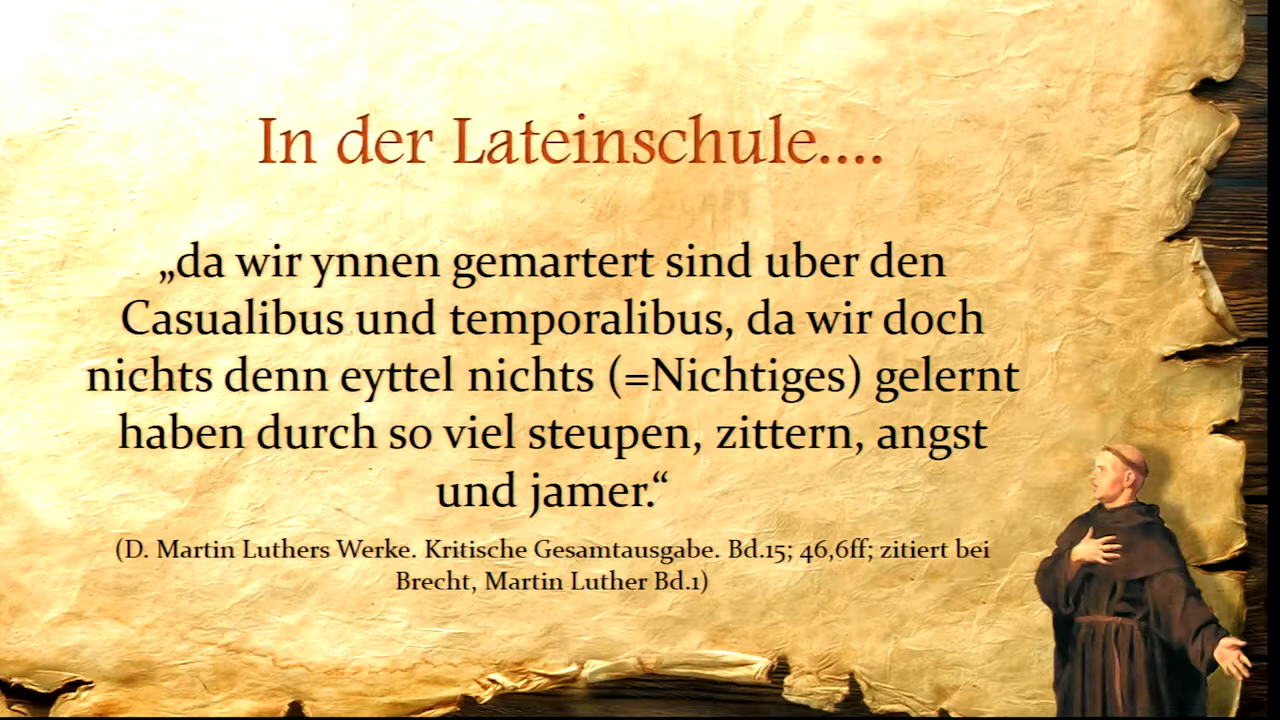 In der Lateinschule....
„da wir ynnen gemartert sind uber den
Casualibus und temporalibus, da wir doch
nichts denn eyttel nichts (=Nichtiges) gelernt
haben durch so viel steupen, zittern, angst
und jamer.“
(D. Martin Luthers Werke. Kritische Gesamtausgabe. Bd.15; 46,6ff; zitiert bei
Brecht, Martin Luther Bd.1)